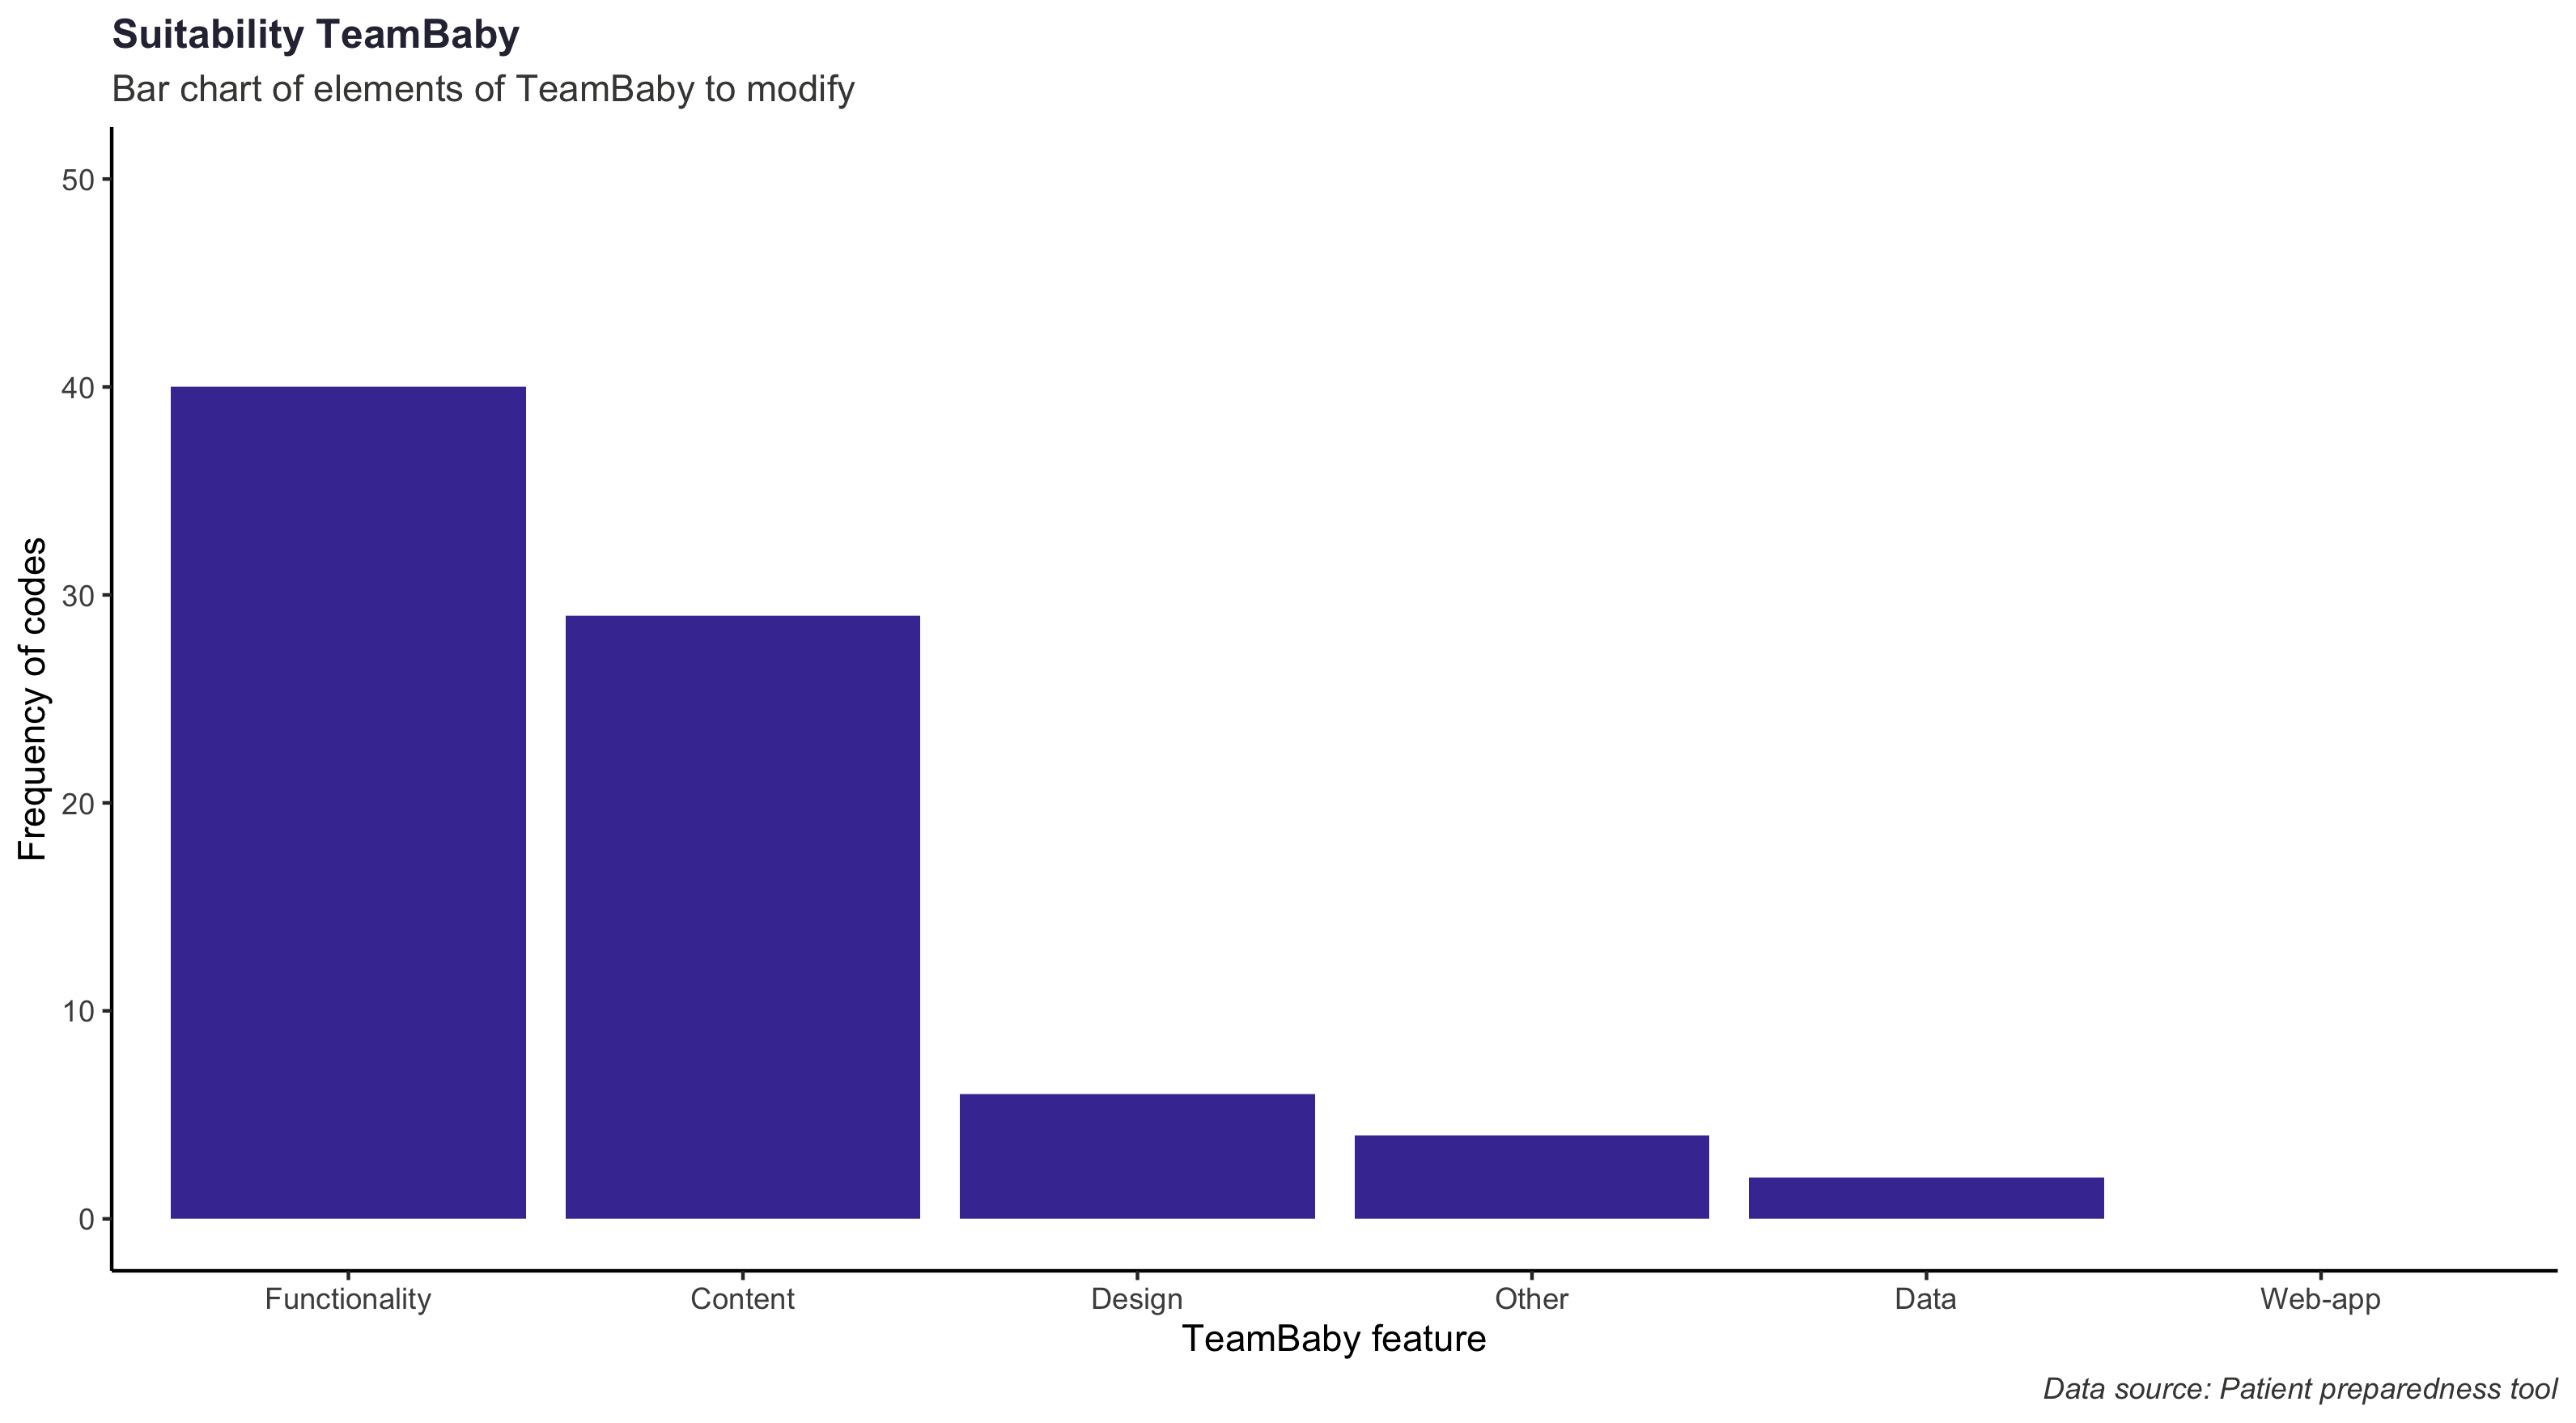 Suitability TeamBaby
Bar chart of elements of TeamBaby to modify
Frequency of codes
50
40
30
20
10
0
Functionality
Content
Design
Other
Data
Web-app
TeamBaby feature
Data source: Patient preparedness tool